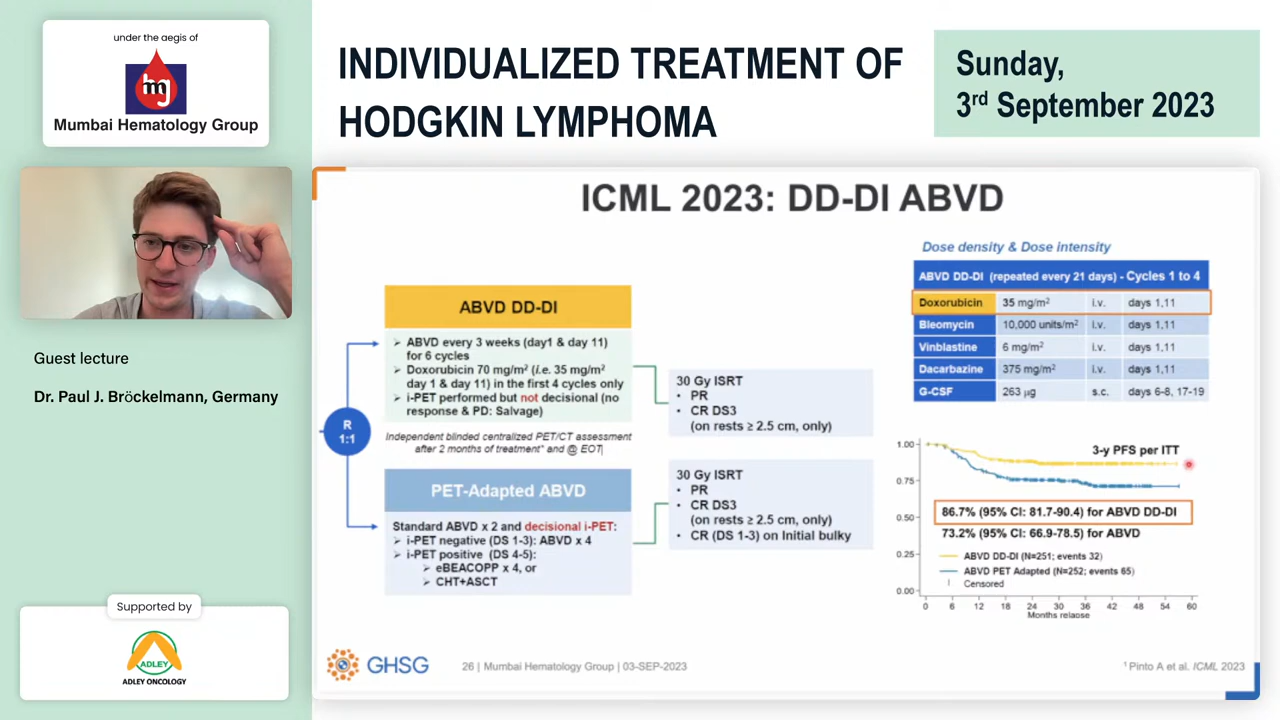 under the aegis of
mg
Mumbai Hematology Group
INDIVIDUALIZED TREATMENT OF
HODGKIN LYMPHOMA
Sunday,
3rd September 2023
Guest lecture
Dr. Paul J. Bröckelmann, Germany
Supported by
ADLEY
ADLEY ONCOLOGY
ICML 2023: DD-DI ABVD
R
1:1
ABVD DD-DI
➢ ABVD every 3 weeks (day1 & day 11)
for 6 cycles
➢ Doxorubicin 70 mg/m² (i.e. 35 mg/m²
day 1 & day 11) in the first 4 cycles only
➢ i-PET performed but not decisional (no
response & PD: Salvage)
Independent blinded centralized PET/CT assessment
after 2 months of treatment* and @ EOT
PET-Adapted ABVD
Standard ABVD x 2 and decisional i-PET:
➢ i-PET negative (DS 1-3): ABVD x 4
➢ i-PET positive (DS 4-5):
➢ eBEACOPP x 4, or
➢ CHT+ASCT
30 Gy ISRT
• PR
• CR DS3
(on rests ≥ 2.5 cm, only)
30 Gy ISRT
• PR
• CR DS3
(on rests ≥ 2.5 cm, only)
• CR (DS 1-3) on Initial bulky
Dose density & Dose intensity
ABVD DD-DI (repeated every 21 days) - Cycles 1 to 4
Doxorubicin 35 mg/m² i.v. days 1,11
Bleomycin 10,000 units/m² i.v. days 1,11
Vinblastine 6 mg/m² i.v. days 1,11
Dacarbazine 375 mg/m² i.v. days 1,11
G-CSF 263 µg s.c. days 6-8, 17-19
3-y PFS per ITT
1.00
0.75
0.50
0.25
0.00
86.7% (95% CI: 81.7-90.4) for ABVD DD-DI
73.2% (95% CI: 66.9-78.5) for ABVD
ABVD DD-DI (N=251; events 32)
ABVD PET Adapted (N=252; events 65)
Censored
0 6 12 18 24 30 36 42 48 54 60
Months relapse
GHSG
26 | Mumbai Hematology Group | 03-SEP-2023
1 Pinto A et al. ICML 2023